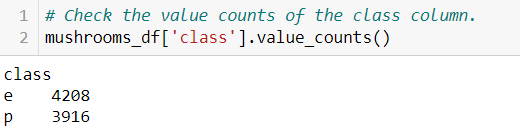 1 # Check the value counts of the class column.
2 mushrooms_df['class'].value_counts()
class
e    4208
p    3916